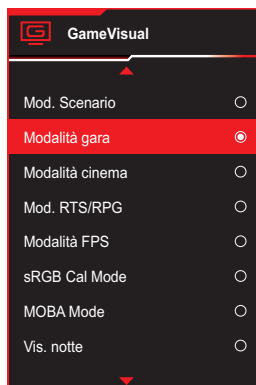 GameVisual
Mod. Scenario
Modalità gara
Modalità cinema
Mod. RTS/RPG
Modalità FPS
sRGB Cal Mode
MOBA Mode
Vis. notte